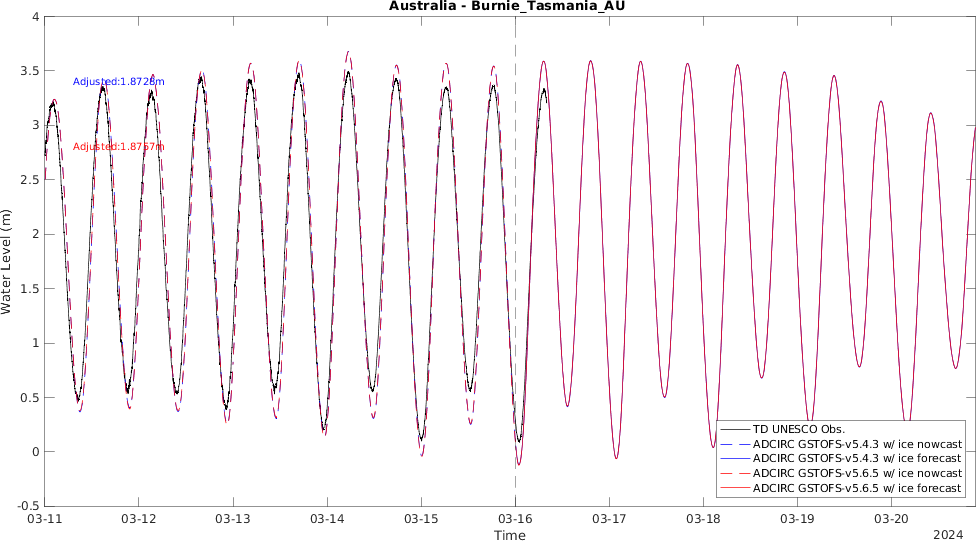 Australia - Burnie_Tasmania_AU
4
3.5
3
2.5
2
1.5
1
0.5
0
-0.5
Water Level (m)
Adjusted:1.8728m
Adjusted:1.8767m
TD UNESCO Obs.
ADCIRC GSTOFS-v5.4.3 w/ ice nowcast
ADCIRC GSTOFS-v5.4.3 w/ ice forecast
ADCIRC GSTOFS-v5.6.5 w/ ice nowcast
ADCIRC GSTOFS-v5.6.5 w/ ice forecast
03-11 03-12 03-13 03-14 03-15 03-16 03-17 03-18 03-19 03-20
Time
2024